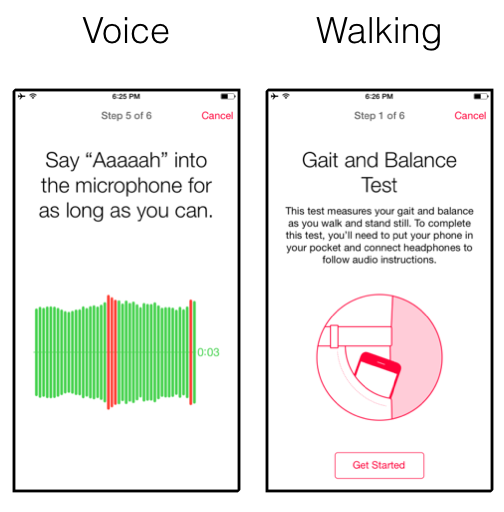 Voice
Walking
6:25 PM
Step 5 of 6
Cancel
Say “Aaaaah” into
the microphone for
as long as you can.
0:03
6:26 PM
Step 1 of 6
Cancel
Gait and Balance
Test
This test measures your gait and balance
as you walk and stand still. To complete
this test, you'll need to put your phone in
your pocket and connect headphones to
follow audio instructions.
Get Started